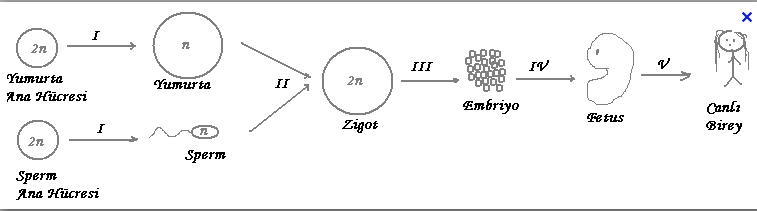 I
2n
n
Yumurta
Ana Hücresi
Yumurta
II
2n
Zigot
III
Embriyo
IV
Fetus
V
Canlı
Birey
I
2n
n
Sperm
Sperm
Ana Hücresi